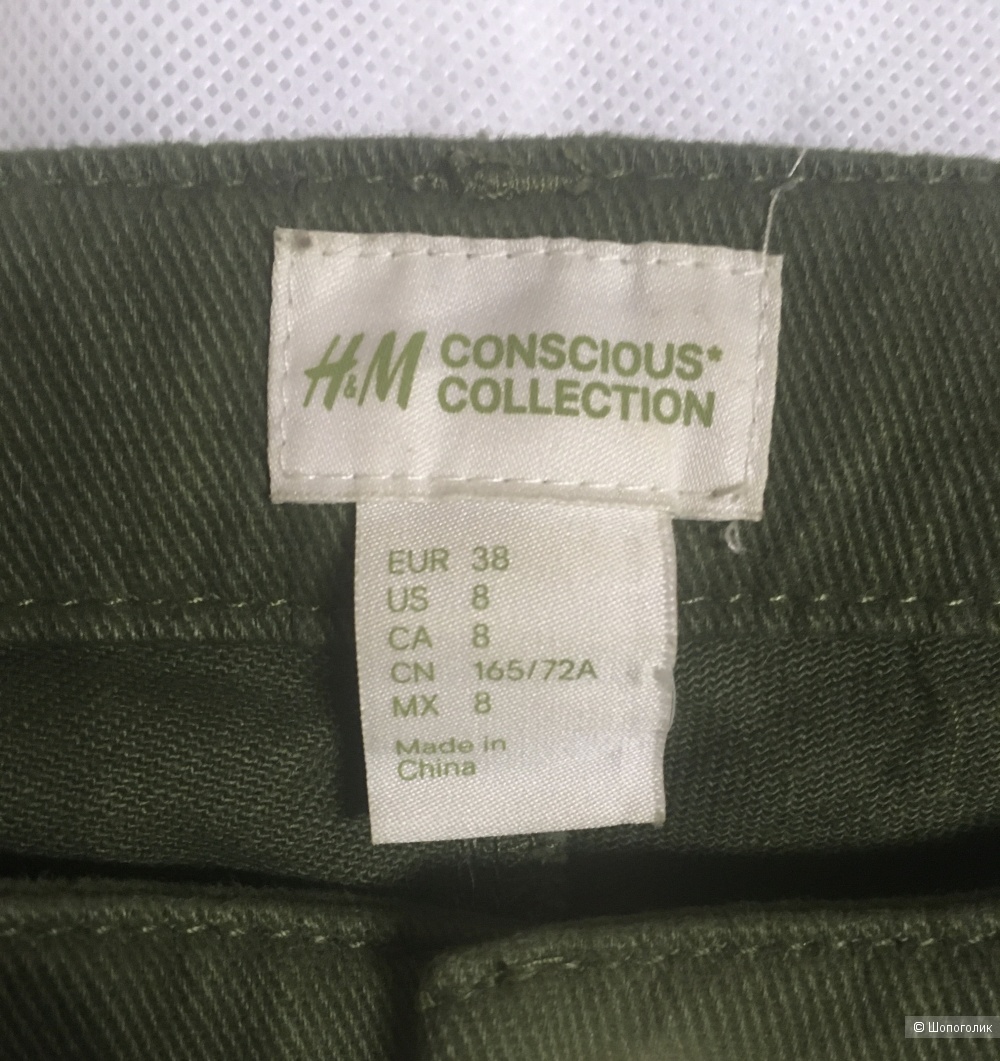 H&M CONSCIOUS*
COLLECTION
EUR 38
US 8
CA 8
CN 165/72A
MX 8
Made in
China
© Шопоголик